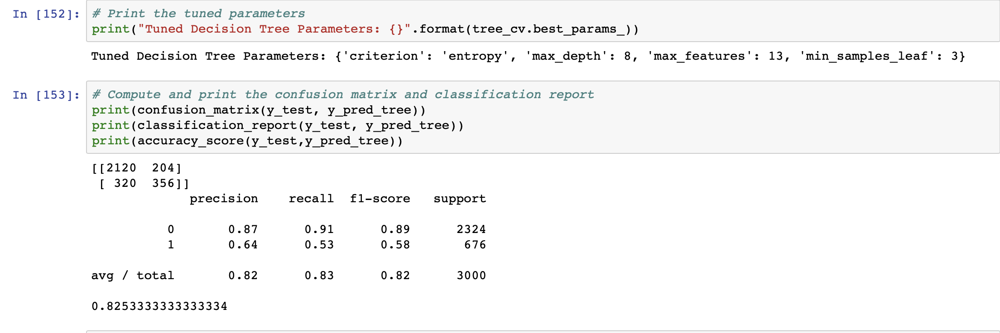 In [152]: # Print the tuned parameters
print("Tuned Decision Tree Parameters: {}".format(tree_cv.best_params_))
Tuned Decision Tree Parameters: {'criterion': 'entropy', 'max_depth': 8, 'max_features': 13, 'min_samples_leaf': 3}
In [153]: # Compute and print the confusion matrix and classification report
print(confusion_matrix(y_test, y_pred_tree))
print(classification_report(y_test, y_pred_tree))
print(accuracy_score(y_test,y_pred_tree))
[[2120  204]
 [ 320  356]]
             precision    recall  f1-score   support
          0       0.87      0.91      0.89      2324
          1       0.64      0.53      0.58       676
avg / total       0.82      0.83      0.82      3000
0.8253333333333334